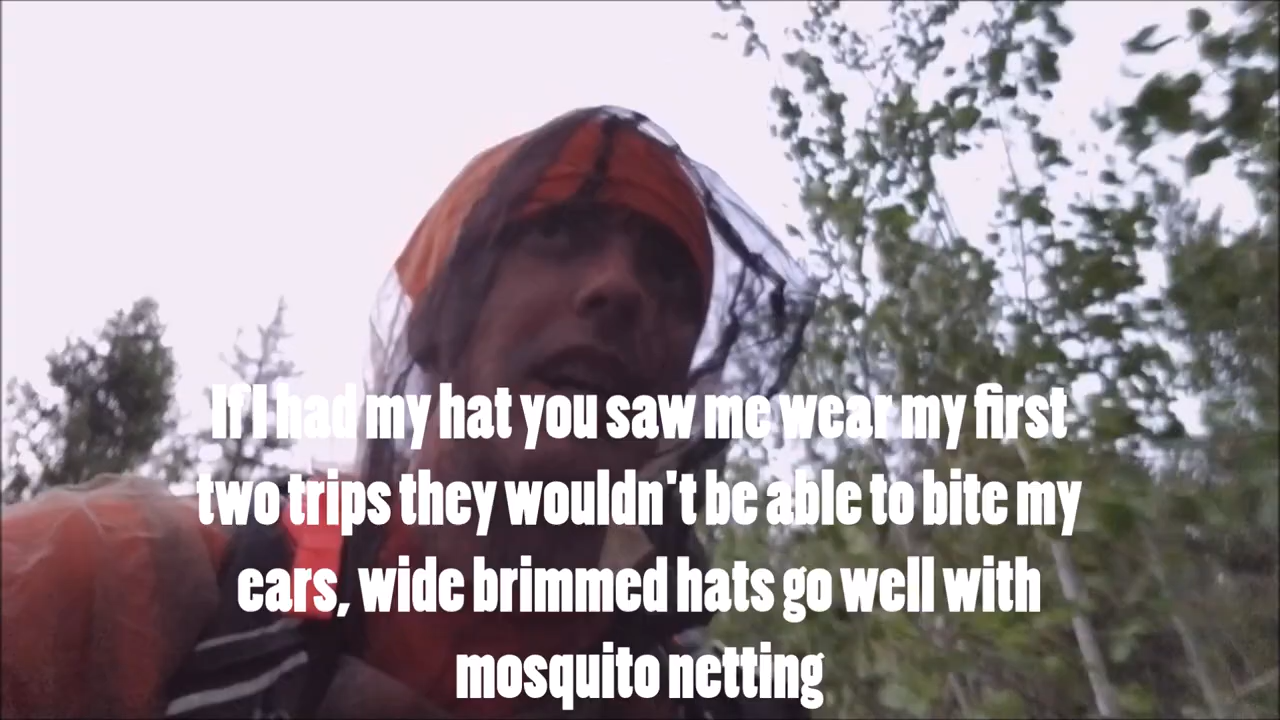 If I had my hat you saw me wear my first
two trips they wouldn't be able to bite my
ears, wide brimmed hats go well with
mosquito netting